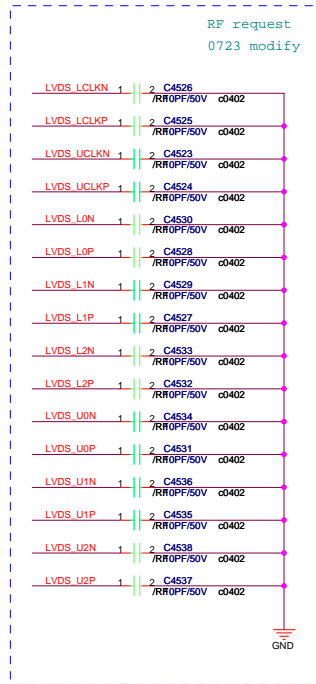 RF request
0723 modify
LVDS_LCLKN 1 2 C4526
/RF10PF/50V c0402
LVDS_LCLKP 1 2 C4525
/RF10PF/50V c0402
LVDS_UCLKN 1 2 C4523
/RF10PF/50V c0402
LVDS_UCLKP 1 2 C4524
/RF10PF/50V c0402
LVDS_L0N 1 2 C4530
/RF10PF/50V c0402
LVDS_L0P 1 2 C4528
/RF10PF/50V c0402
LVDS_L1N 1 2 C4529
/RF10PF/50V c0402
LVDS_L1P 1 2 C4527
/RF10PF/50V c0402
LVDS_L2N 1 2 C4533
/RF10PF/50V c0402
LVDS_L2P 1 2 C4532
/RF10PF/50V c0402
LVDS_U0N 1 2 C4534
/RF10PF/50V c0402
LVDS_U0P 1 2 C4531
/RF10PF/50V c0402
LVDS_U1N 1 2 C4536
/RF10PF/50V c0402
LVDS_U1P 1 2 C4535
/RF10PF/50V c0402
LVDS_U2N 1 2 C4538
/RF10PF/50V c0402
LVDS_U2P 1 2 C4537
/RF10PF/50V c0402
GND